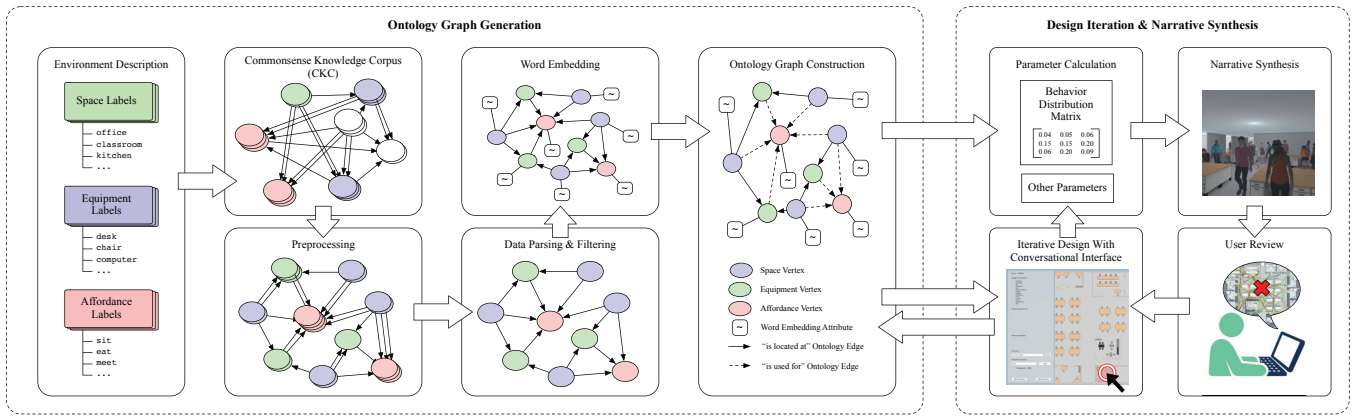 Ontology Graph Generation
Environment Description
Space Labels
office
classroom
kitchen
...
Equipment
Labels
desk
chair
computer
...
Affordance
Labels
sit
eat
meet
...
Commonsense Knowledge Corpus
(CKC)
Preprocessing
Word Embedding
~
~
~
~
~
~
~
~
Data Parsing & Filtering
Ontology Graph Construction
~
~
~
~
~
~
~
~
Space Vertex
Equipment Vertex
Affordance Vertex
~ Word Embedding Attribute
“is located at” Ontology Edge
“is used for” Ontology Edge
Design Iteration & Narrative Synthesis
Parameter Calculation
Behavior
Distribution
Matrix
0.04 0.05 0.06
0.15 0.15 0.20
0.06 0.20 0.09
Other Parameters
Iterative Design With
Conversational Interface
Narrative Synthesis
User Review